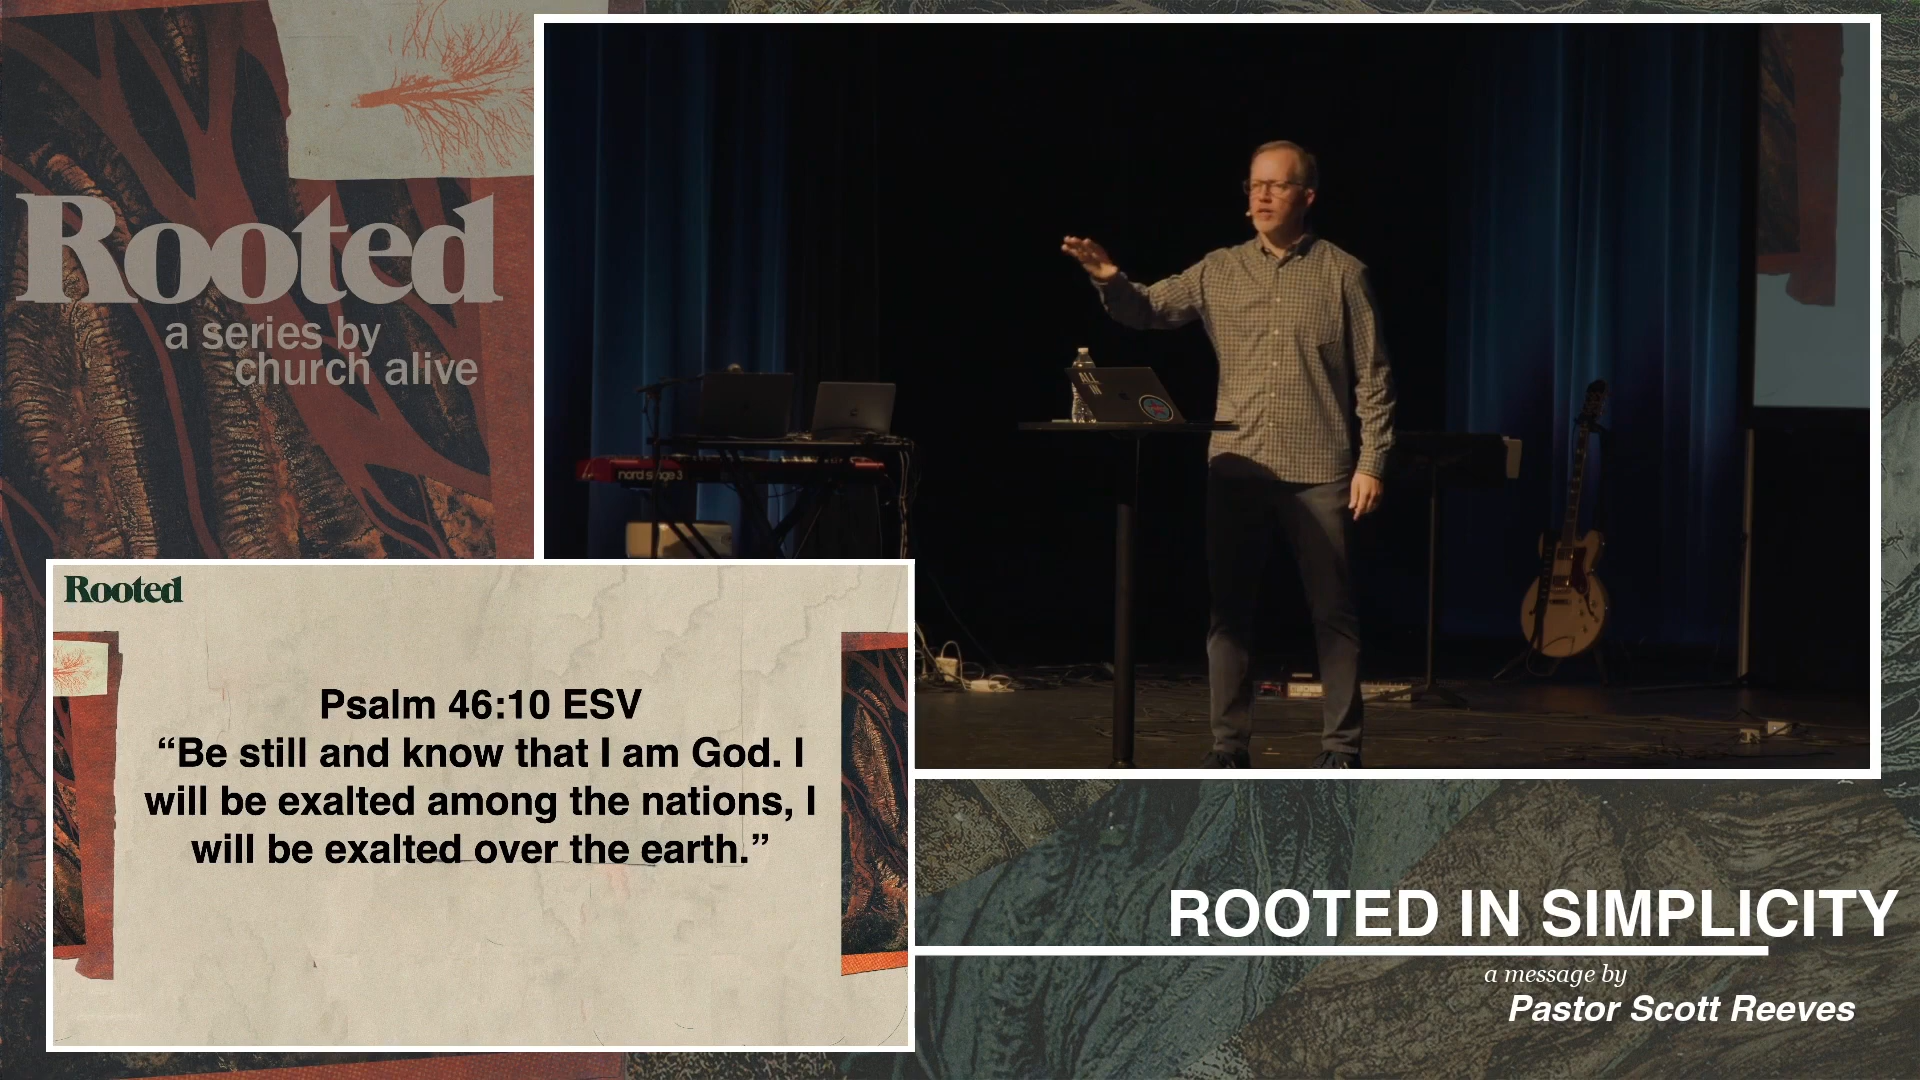 Rooted
a series by
church alive
nord stage 3
Rooted
Psalm 46:10 ESV
“Be still and know that I am God. I
will be exalted among the nations, I
will be exalted over the earth.”
ROOTED IN SIMPLICITY
a message by
Pastor Scott Reeves